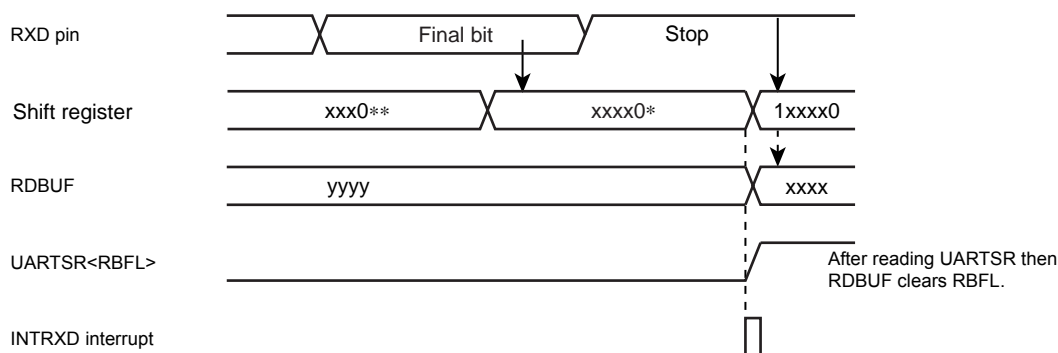 RXD pin Final bit Stop
Shift register xxx0** xxxx0* 1xxxx0
RDBUF yyyy xxxx
UARTSR<RBFL> After reading UARTSR then
RDBUF clears RBFL.
INTRXD interrupt